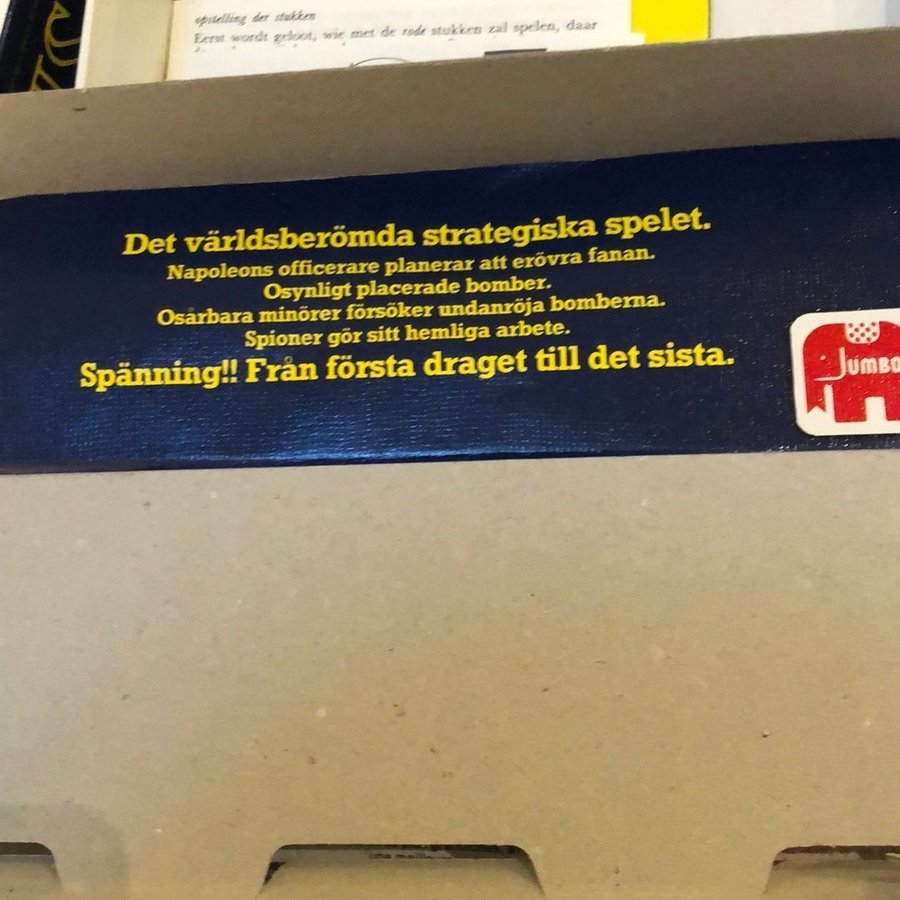 opstelling der stukken
Eerst wordt geloot, wie met de rode stukken zal spelen, daar
Det världsberömda strategiska spelet.
Napoleons officerare planerar att erövra fanan.
Osynligt placerade bomber.
Osårbara minörer försöker undanröja bomberna.
Spioner gör sitt hemliga arbete.
Spänning!! Från första draget till det sista.
JUMBO